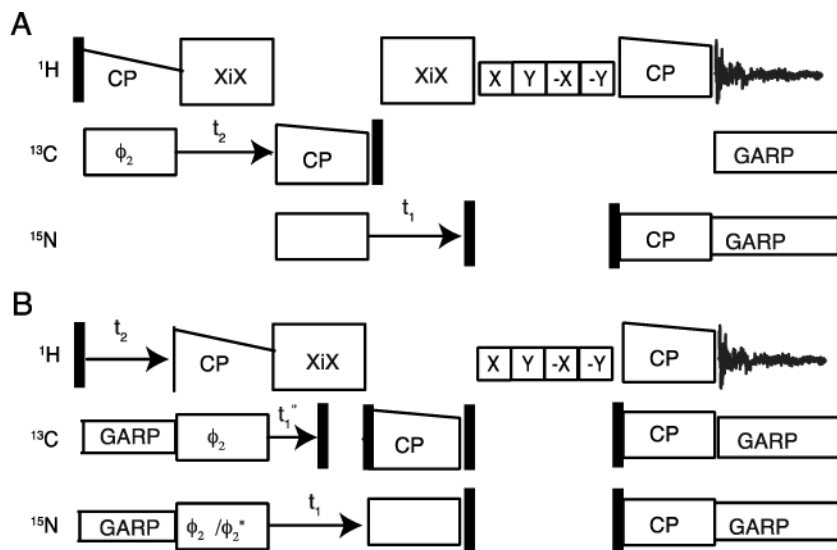 A
¹H CP XiX XiX X Y -X -Y CP
¹³C ϕ₂ t₂ CP GARP
¹⁵N t₁ CP GARP
B
¹H t₂ CP XiX X Y -X -Y CP
¹³C GARP ϕ₂ t₁'' CP CP GARP
¹⁵N GARP ϕ₂ /ϕ₂* t₁ CP GARP